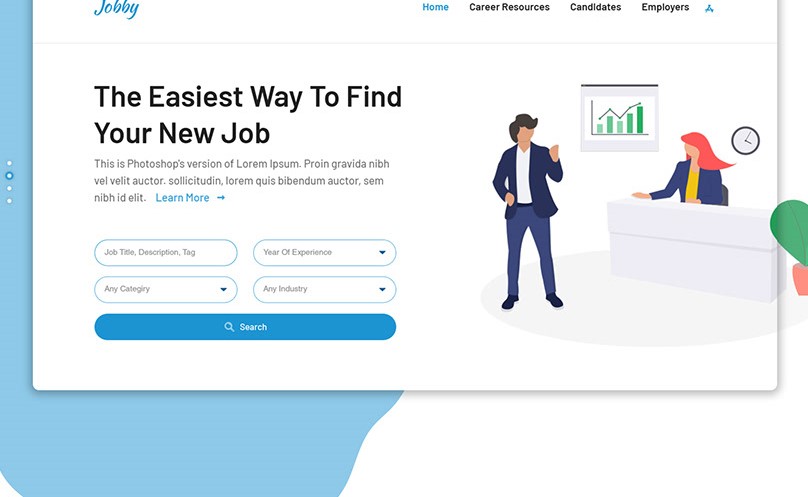 Jobby
Home Career Resources Candidates Employers
The Easiest Way To Find
Your New Job
This is Photoshop's version of Lorem Ipsum. Proin gravida nibh
vel velit auctor. sollicitudin, lorem quis bibendum auctor, sem
nibh id elit. Learn More →
Job Title, Description, Tag
Year Of Experience
Any Categiry
Any Industry
Search